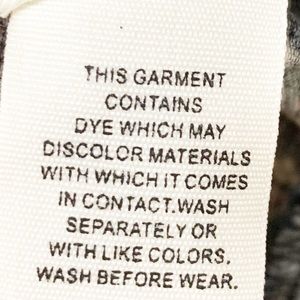 THIS GARMENT
CONTAINS
DYE WHICH MAY
DISCOLOR MATERIALS
WITH WHICH IT COMES
IN CONTACT.WASH
SEPARATELY OR
WITH LIKE COLORS.
WASH BEFORE WEAR.